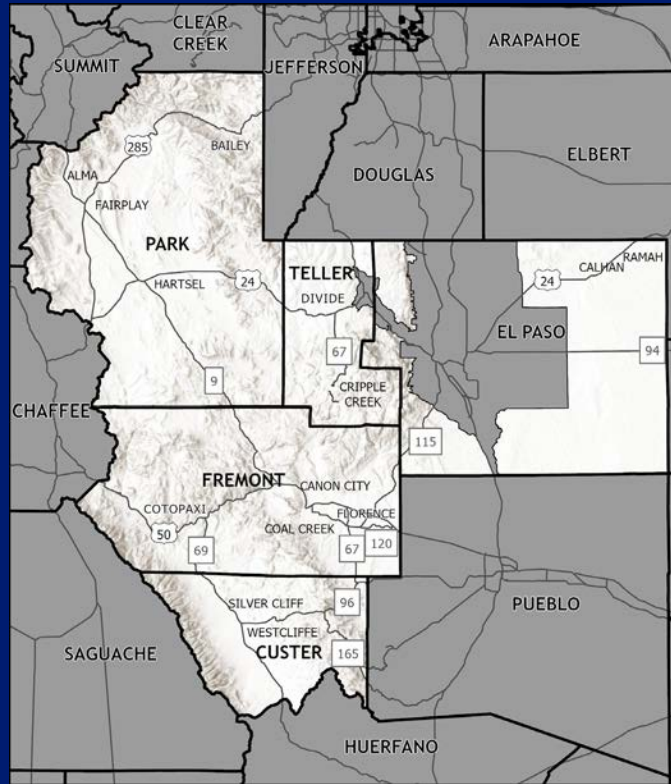 CLEAR
CREEK
ARAPAHOE
SUMMIT
JEFFERSON
285
BAILEY
ELBERT
DOUGLAS
ALMA
FAIRPLAY
PARK
RAMAH
CALHAN
TELLER
24
24
HARTSEL
DIVIDE
EL PASO
67
94
9
CRIPPLE
CREEK
CHAFFEE
115
FREMONT
CANON CITY
COTOPAXI
FLORENCE
COAL CREEK
50
69
67
120
SILVER CLIFF
96
PUEBLO
WESTCLIFFE
CUSTER
165
SAGUACHE
HUERFANO